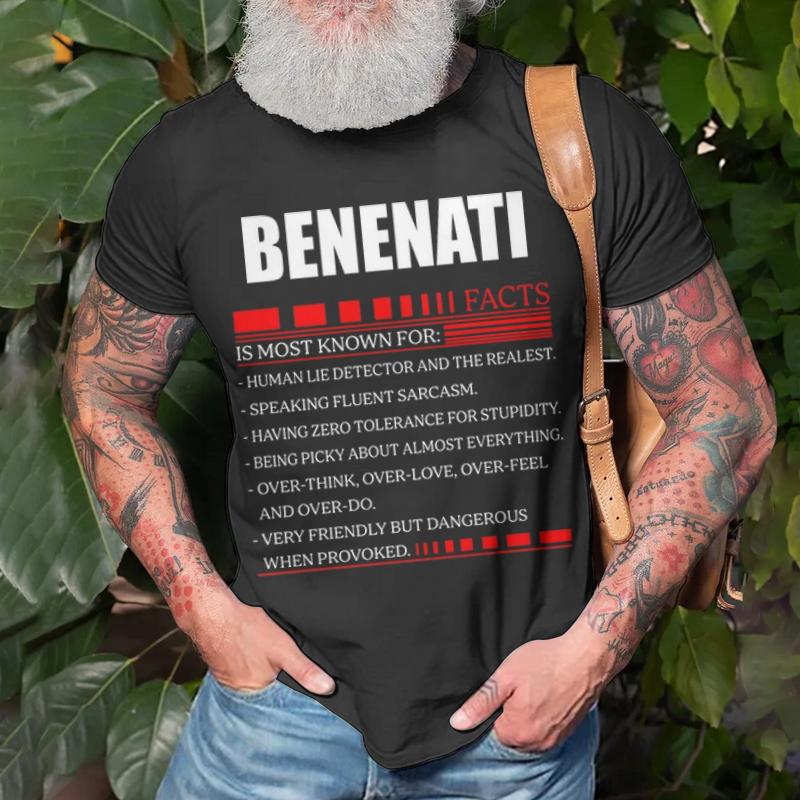 BENENATI
FACTS
IS MOST KNOWN FOR:
- HUMAN LIE DETECTOR AND THE REALEST.
- SPEAKING FLUENT SARCASM.
- HAVING ZERO TOLERANCE FOR STUPIDITY.
- BEING PICKY ABOUT ALMOST EVERYTHING.
- OVER-THINK, OVER-LOVE, OVER-FEEL
AND OVER-DO.
- VERY FRIENDLY BUT DANGEROUS
WHEN PROVOKED.
Estuardo